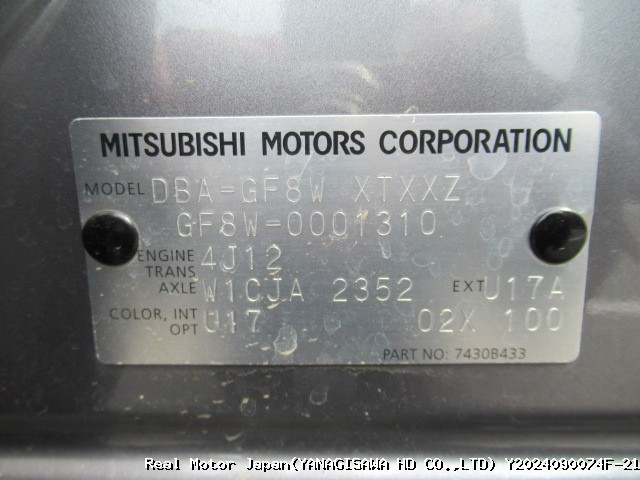 MITSUBISHI MOTORS CORPORATION
MODEL DBA-GF8W XTXXZ
GF8W-0001310
ENGINE 4J12
TRANS
AXLE W1CJA 2352 EXT U17A
COLOR, INT U17 02X 100
OPT
PART NO: 7430B433
Real Motor Japan(YANAGISAWA HD CO.,LTD) Y2024090074F-21